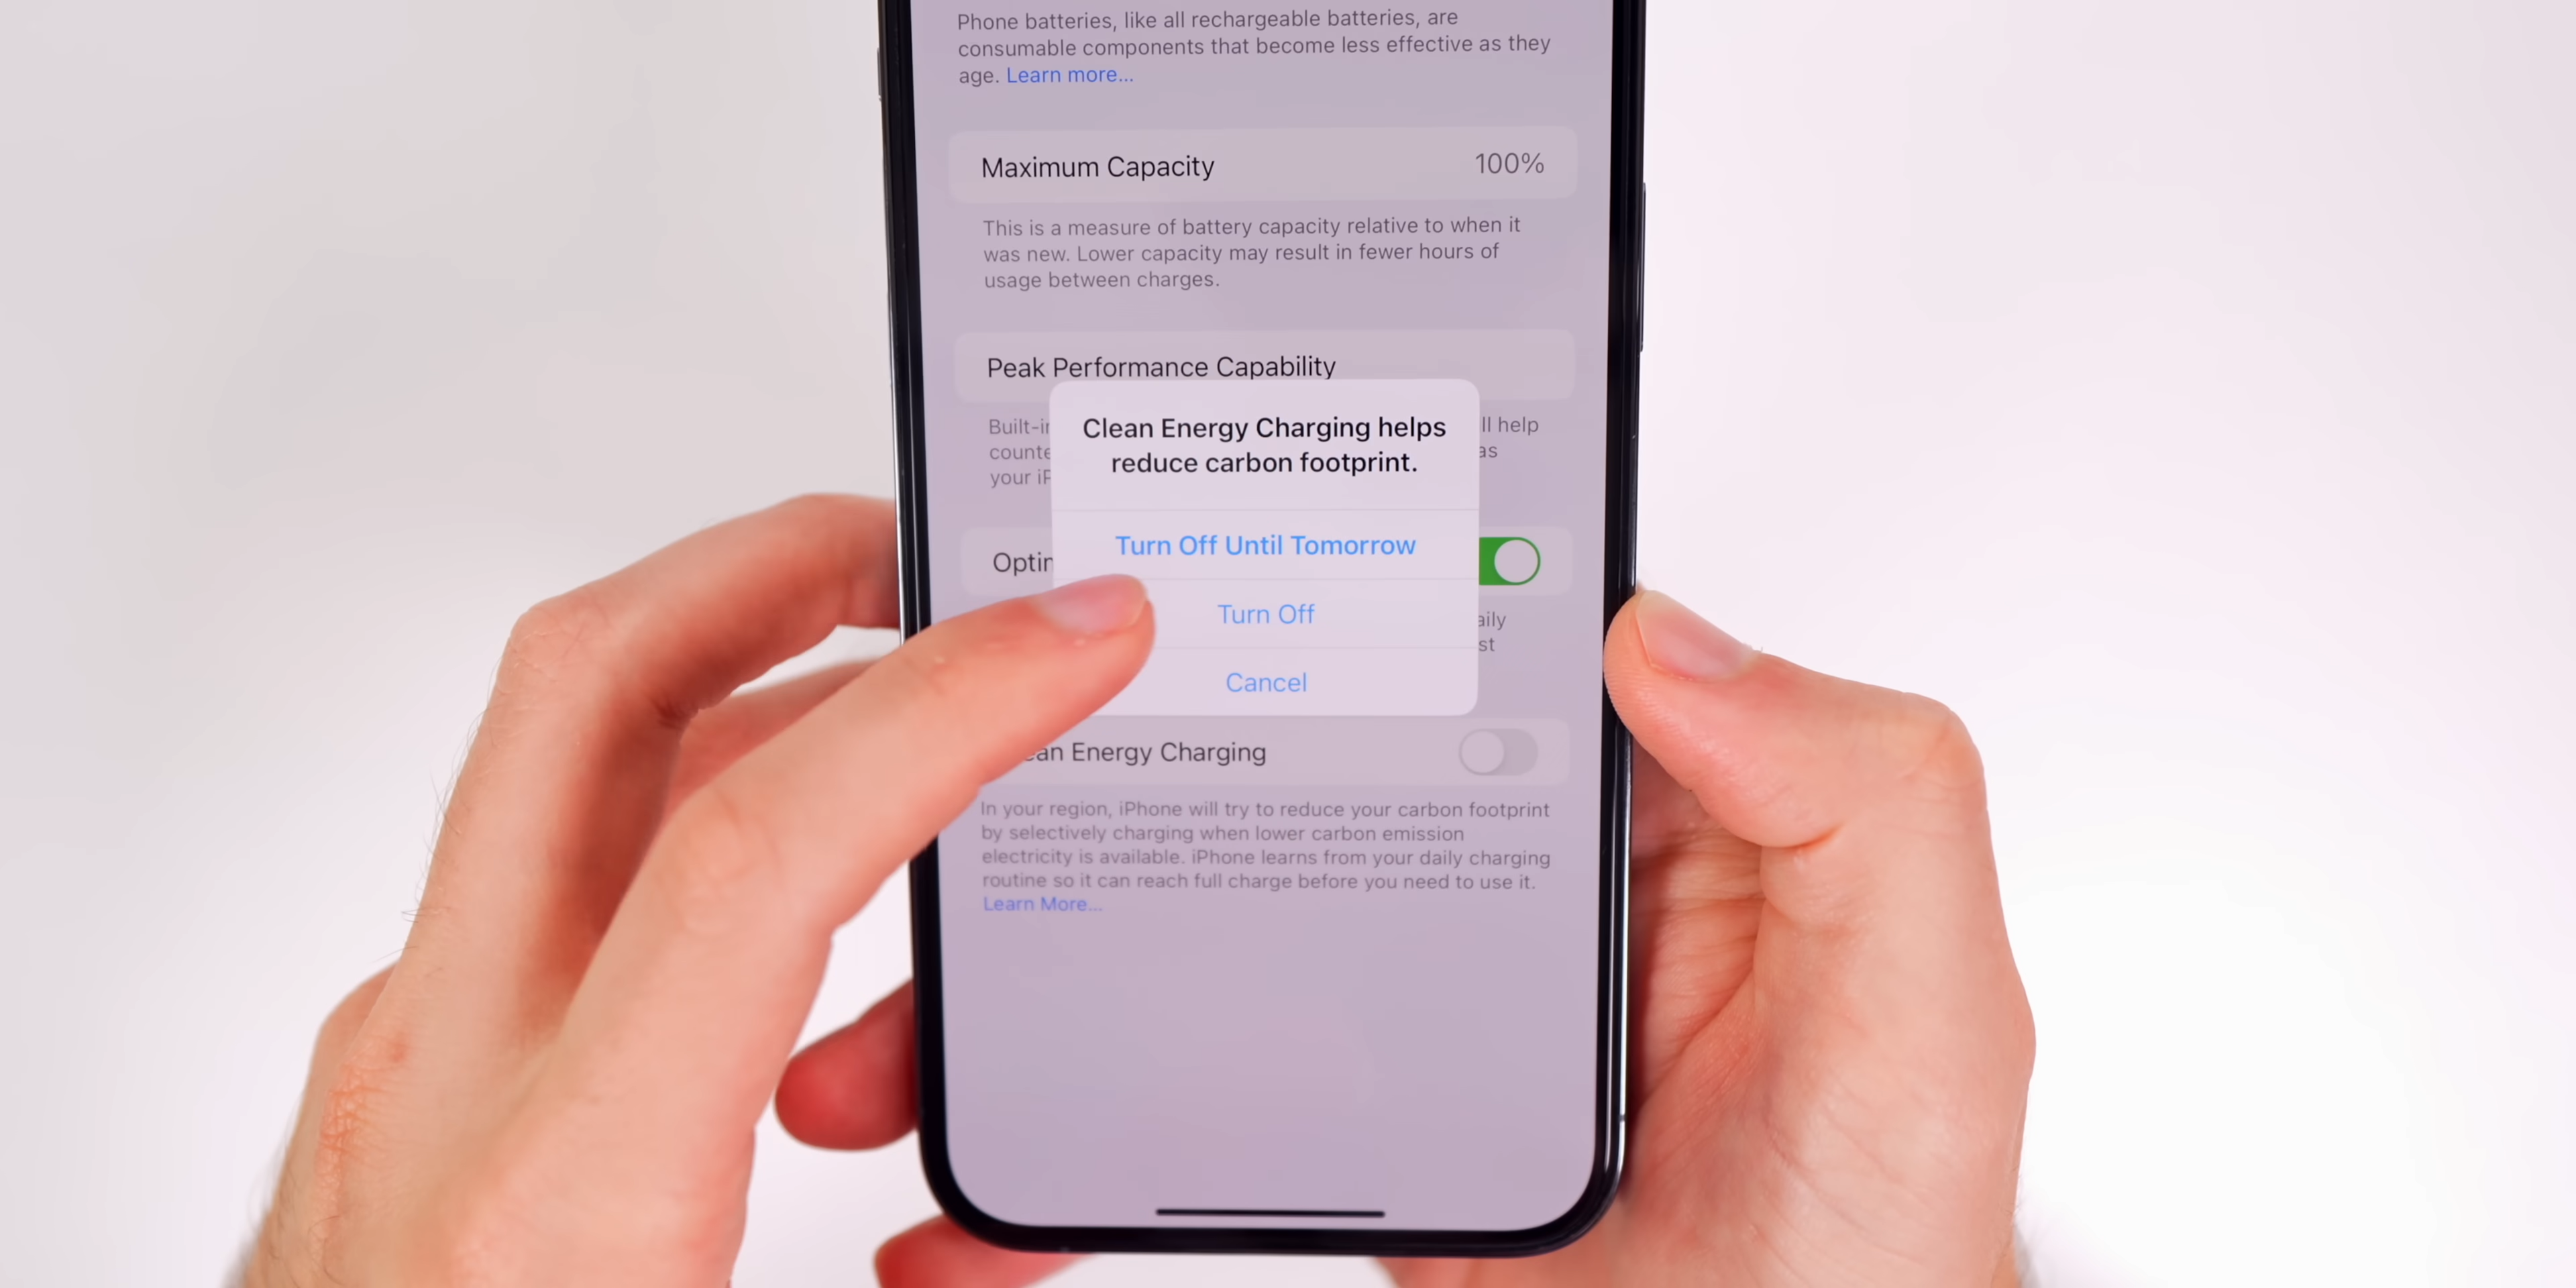 Phone batteries, like all rechargeable batteries, are
consumable components that become less effective as they
age. Learn more...
Maximum Capacity 100%
This is a measure of battery capacity relative to when it
was new. Lower capacity may result in fewer hours of
usage between charges.
Peak Performance Capability
Clean Energy Charging helps
reduce carbon footprint.
help
as
your
Turn Off Until Tomorrow
Turn Off
Cancel
Energy Charging
In your region, iPhone will try to reduce your carbon footprint
by selectively charging when lower carbon emission
electricity is available. iPhone learns from your daily charging
routine so it can reach full charge before you need to use it.
Learn More...